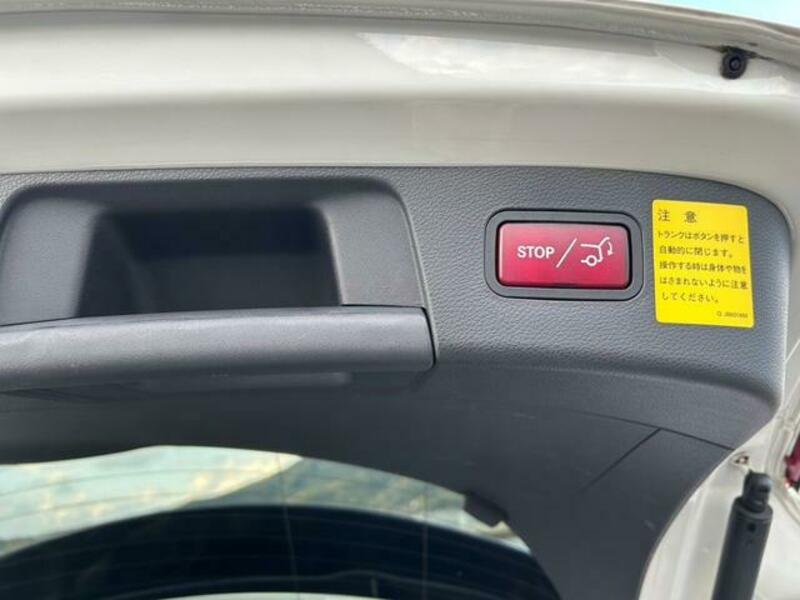 STOP/
注 意
トランクはボタンを押すと
自動的に閉じます。
操作する時は身体や物を
はさまれないように注意
してください。